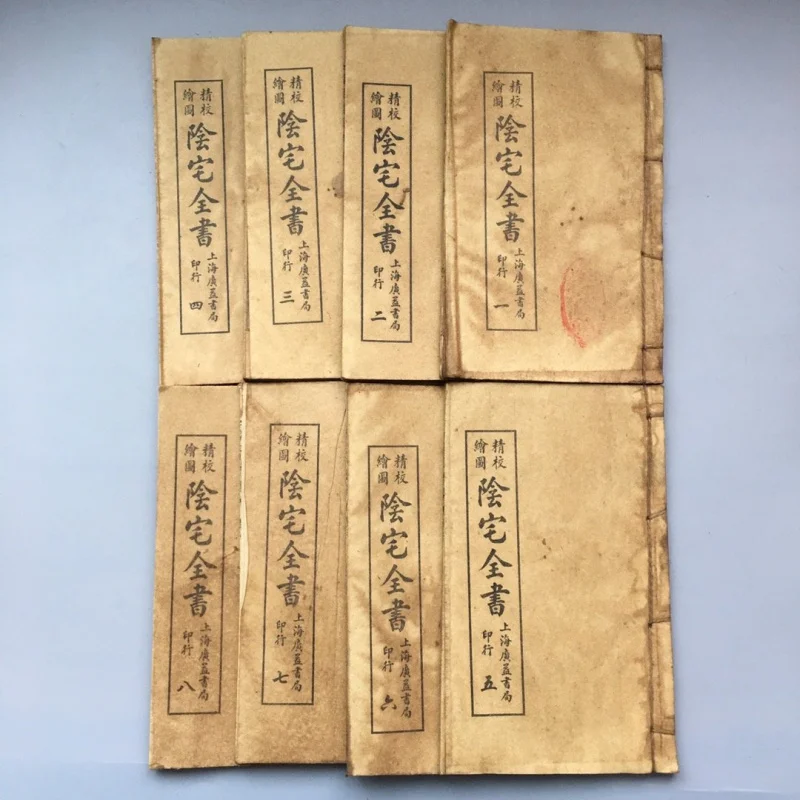 精校
繪圖
陰宅全書
上海廣益書局
印行
一
精校
繪圖
陰宅全書
上海廣益書局
印行
二
精校
繪圖
陰宅全書
上海廣益書局
印行
三
精校
繪圖
陰宅全書
上海廣益書局
印行
四
精校
繪圖
陰宅全書
上海廣益書局
印行
五
精校
繪圖
陰宅全書
上海廣益書局
印行
六
精校
繪圖
陰宅全書
上海廣益書局
印行
七
精校
繪圖
陰宅全書
上海廣益書局
印行
八